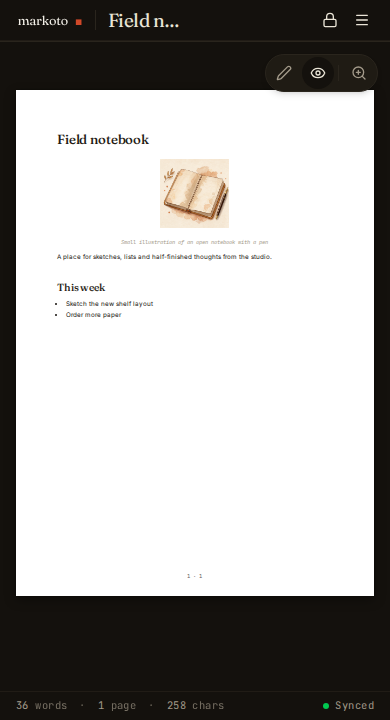 markoto
Field n...
Field notebook
Small illustration of an open notebook with a pen
A place for sketches, lists and half-finished thoughts from the studio.
This week
Sketch the new shelf layout
Order more paper
1 - 1
36 words · 1 page · 258 chars
Synced